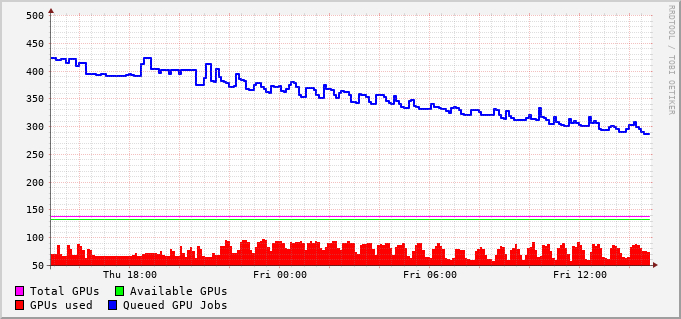 500
450
400
350
300
250
200
150
100
50
Thu 18:00 Fri 00:00 Fri 06:00 Fri 12:00
Total GPUs Available GPUs
GPUs used Queued GPU Jobs
RRDTOOL / TOBI OETIKER